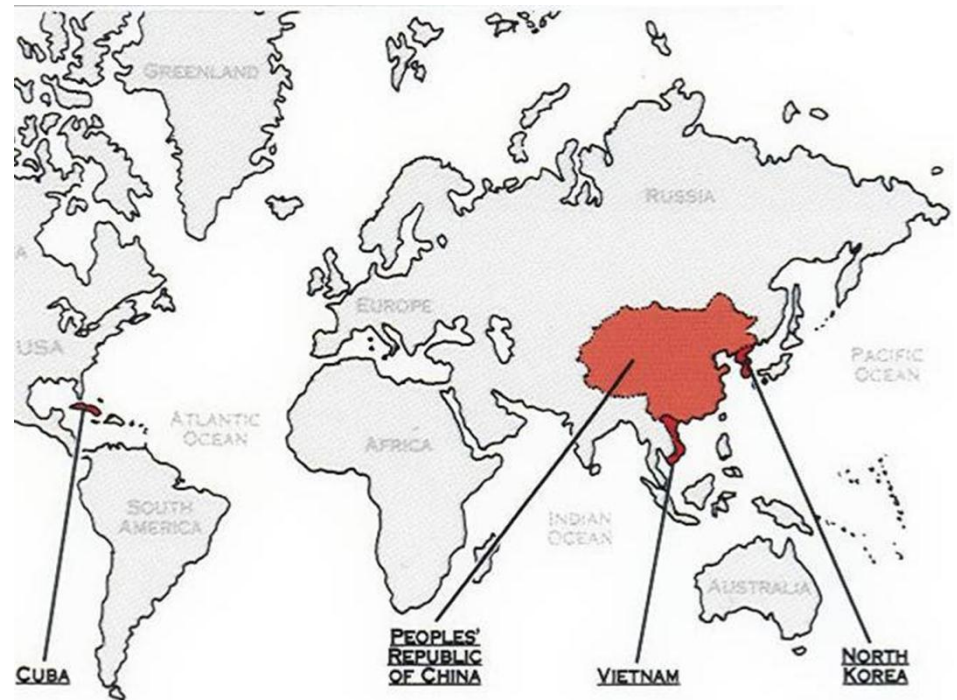 GREENLAND
RUSSIA
A
EUROPE
USA
PACIFIC
OCEAN
ATLANTIC
OCEAN
AFRICA
SOUTH
AMERICA
INDIAN
OCEAN
AUSTRALIA
PEOPLES'
REPUBLIC
OF CHINA
CUBA
VIETNAM
NORTH
KOREA